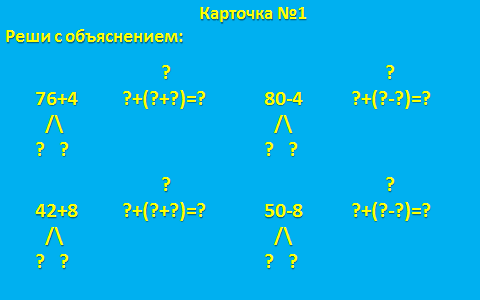 Карточка №1
Реши с объяснением:
? ?
76+4 ?+(?+?)=? 80-4 ?+(?-?)=?
/\ /\
? ? ? ?
? ?
42+8 ?+(?+?)=? 50-8 ?+(?-?)=?
/\ /\
? ? ? ?